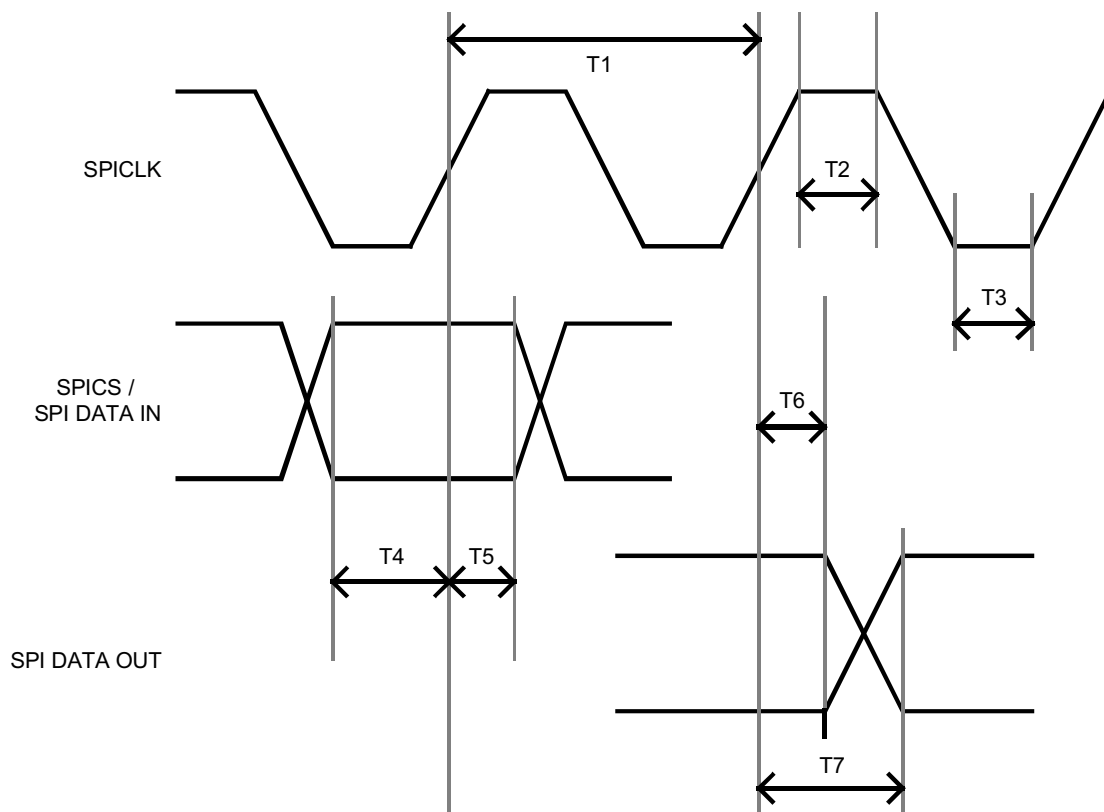 T1
SPICLK
T2
T3
SPICS /
SPI DATA IN
T6
T4
T5
SPI DATA OUT
T7